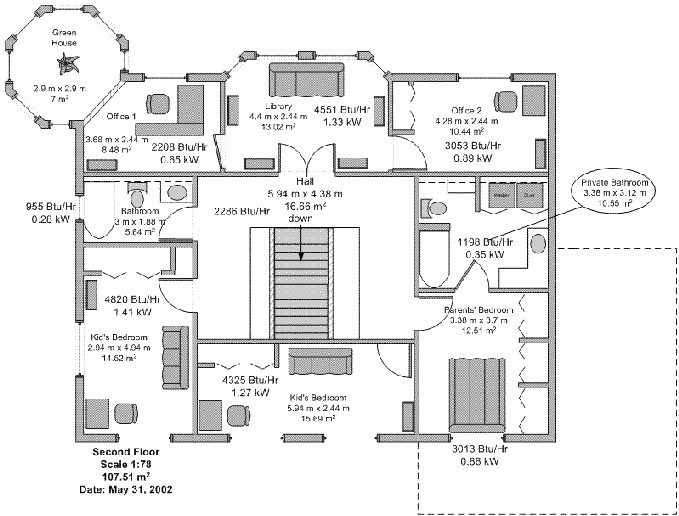 Green
House
2.9 m x 2.9 m
7 m²
Office 1
3.68 m x 2.44 m
8.48 m²
2208 Btu/Hr
0.65 kW
Library
4.4 m x 2.44 m
13.02 m²
4551 Btu/Hr
1.33 kW
Office 2
4.28 m x 2.44 m
10.44 m²
3053 Btu/Hr
0.89 kW
955 Btu/Hr
0.28 kW
Bathroom
3 m x 1.88 m
5.64 m²
Hall
5.94 m x 4.38 m
16.66 m²
down
2286 Btu/Hr
Private Bathroom
3.38 m x 3.12 m
10.55 m²
1198 Btu/Hr
0.35 kW
4820 Btu/Hr
1.41 kW
Kid's Bedroom
2.94 m x 4.94 m
14.52 m²
Parents' Bedroom
3.38 m x 3.7 m
12.51 m²
4325 Btu/Hr
1.27 kW
Kid's Bedroom
5.94 m x 2.44 m
15.69 m²
3013 Btu/Hr
0.88 kW
Second Floor
Scale 1:78
107.51 m²
Date: May 31, 2002